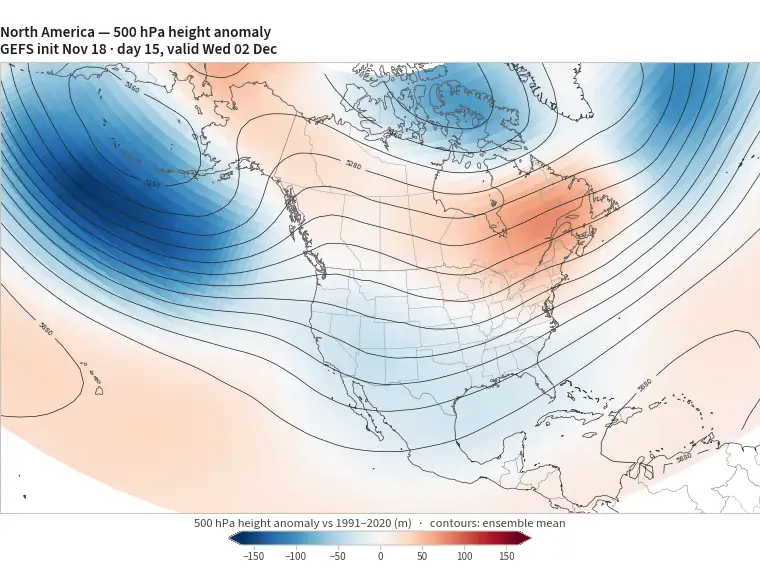 North America — 500 hPa height anomaly
GEFS init Nov 18 · day 15, valid Wed 02 Dec
5160
5280
5280
5880
5880
5880
500 hPa height anomaly vs 1991–2020 (m) · contours: ensemble mean
−150 −100 −50 0 50 100 150